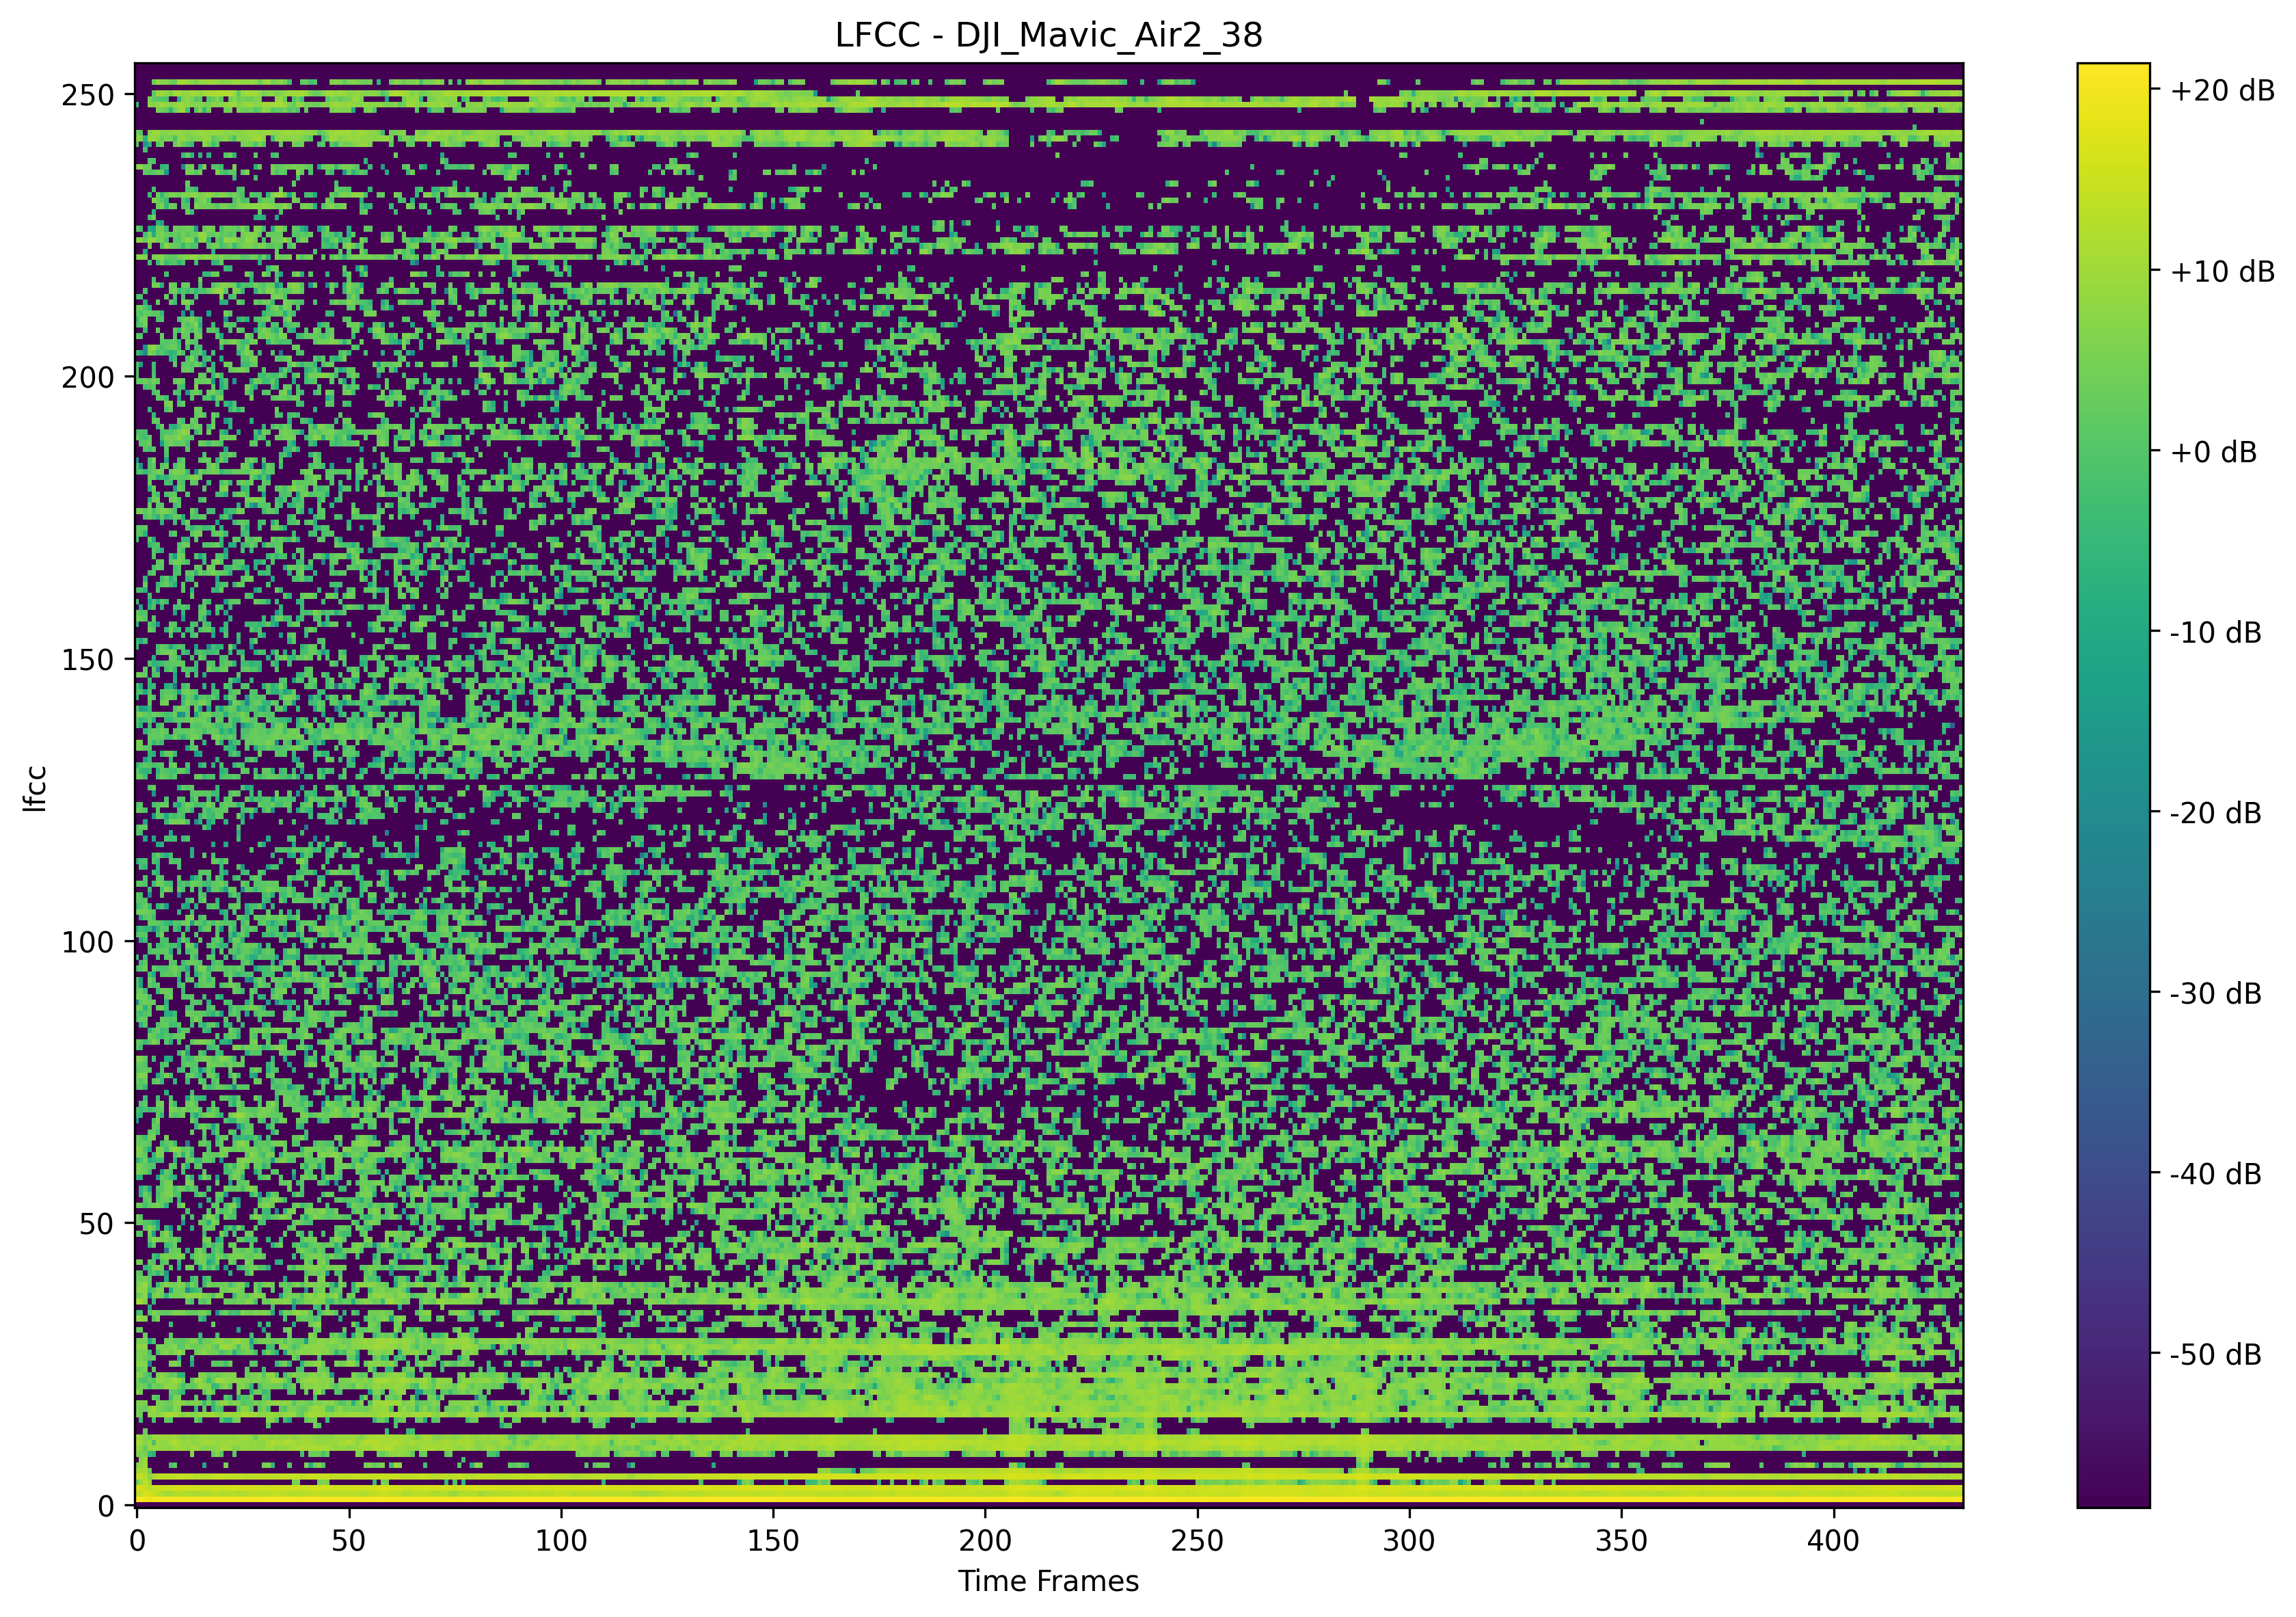 LFCC - DJI_Mavic_Air2_38
250
200
150
100
50
0
lfcc
0 50 100 150 200 250 300 350 400
Time Frames
+20 dB
+10 dB
+0 dB
-10 dB
-20 dB
-30 dB
-40 dB
-50 dB